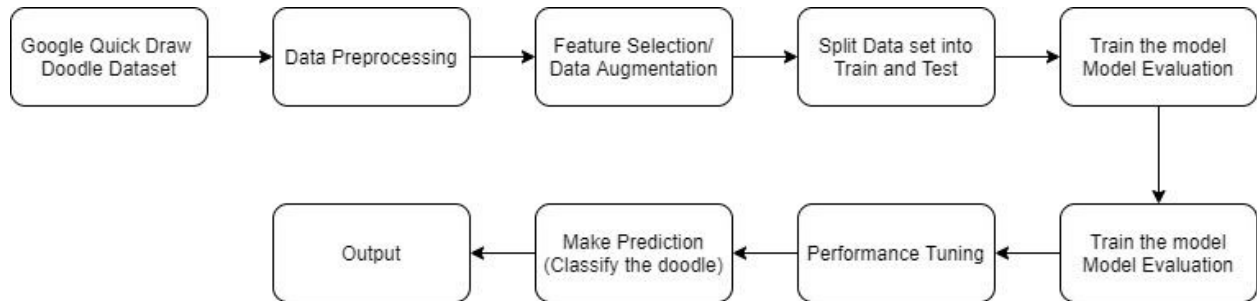 Google Quick Draw
Doodle Dataset
Data Preprocessing
Feature Selection/
Data Augmentation
Split Data set into
Train and Test
Train the model
Model Evaluation
Train the model
Model Evaluation
Performance Tuning
Make Prediction
(Classify the doodle)
Output